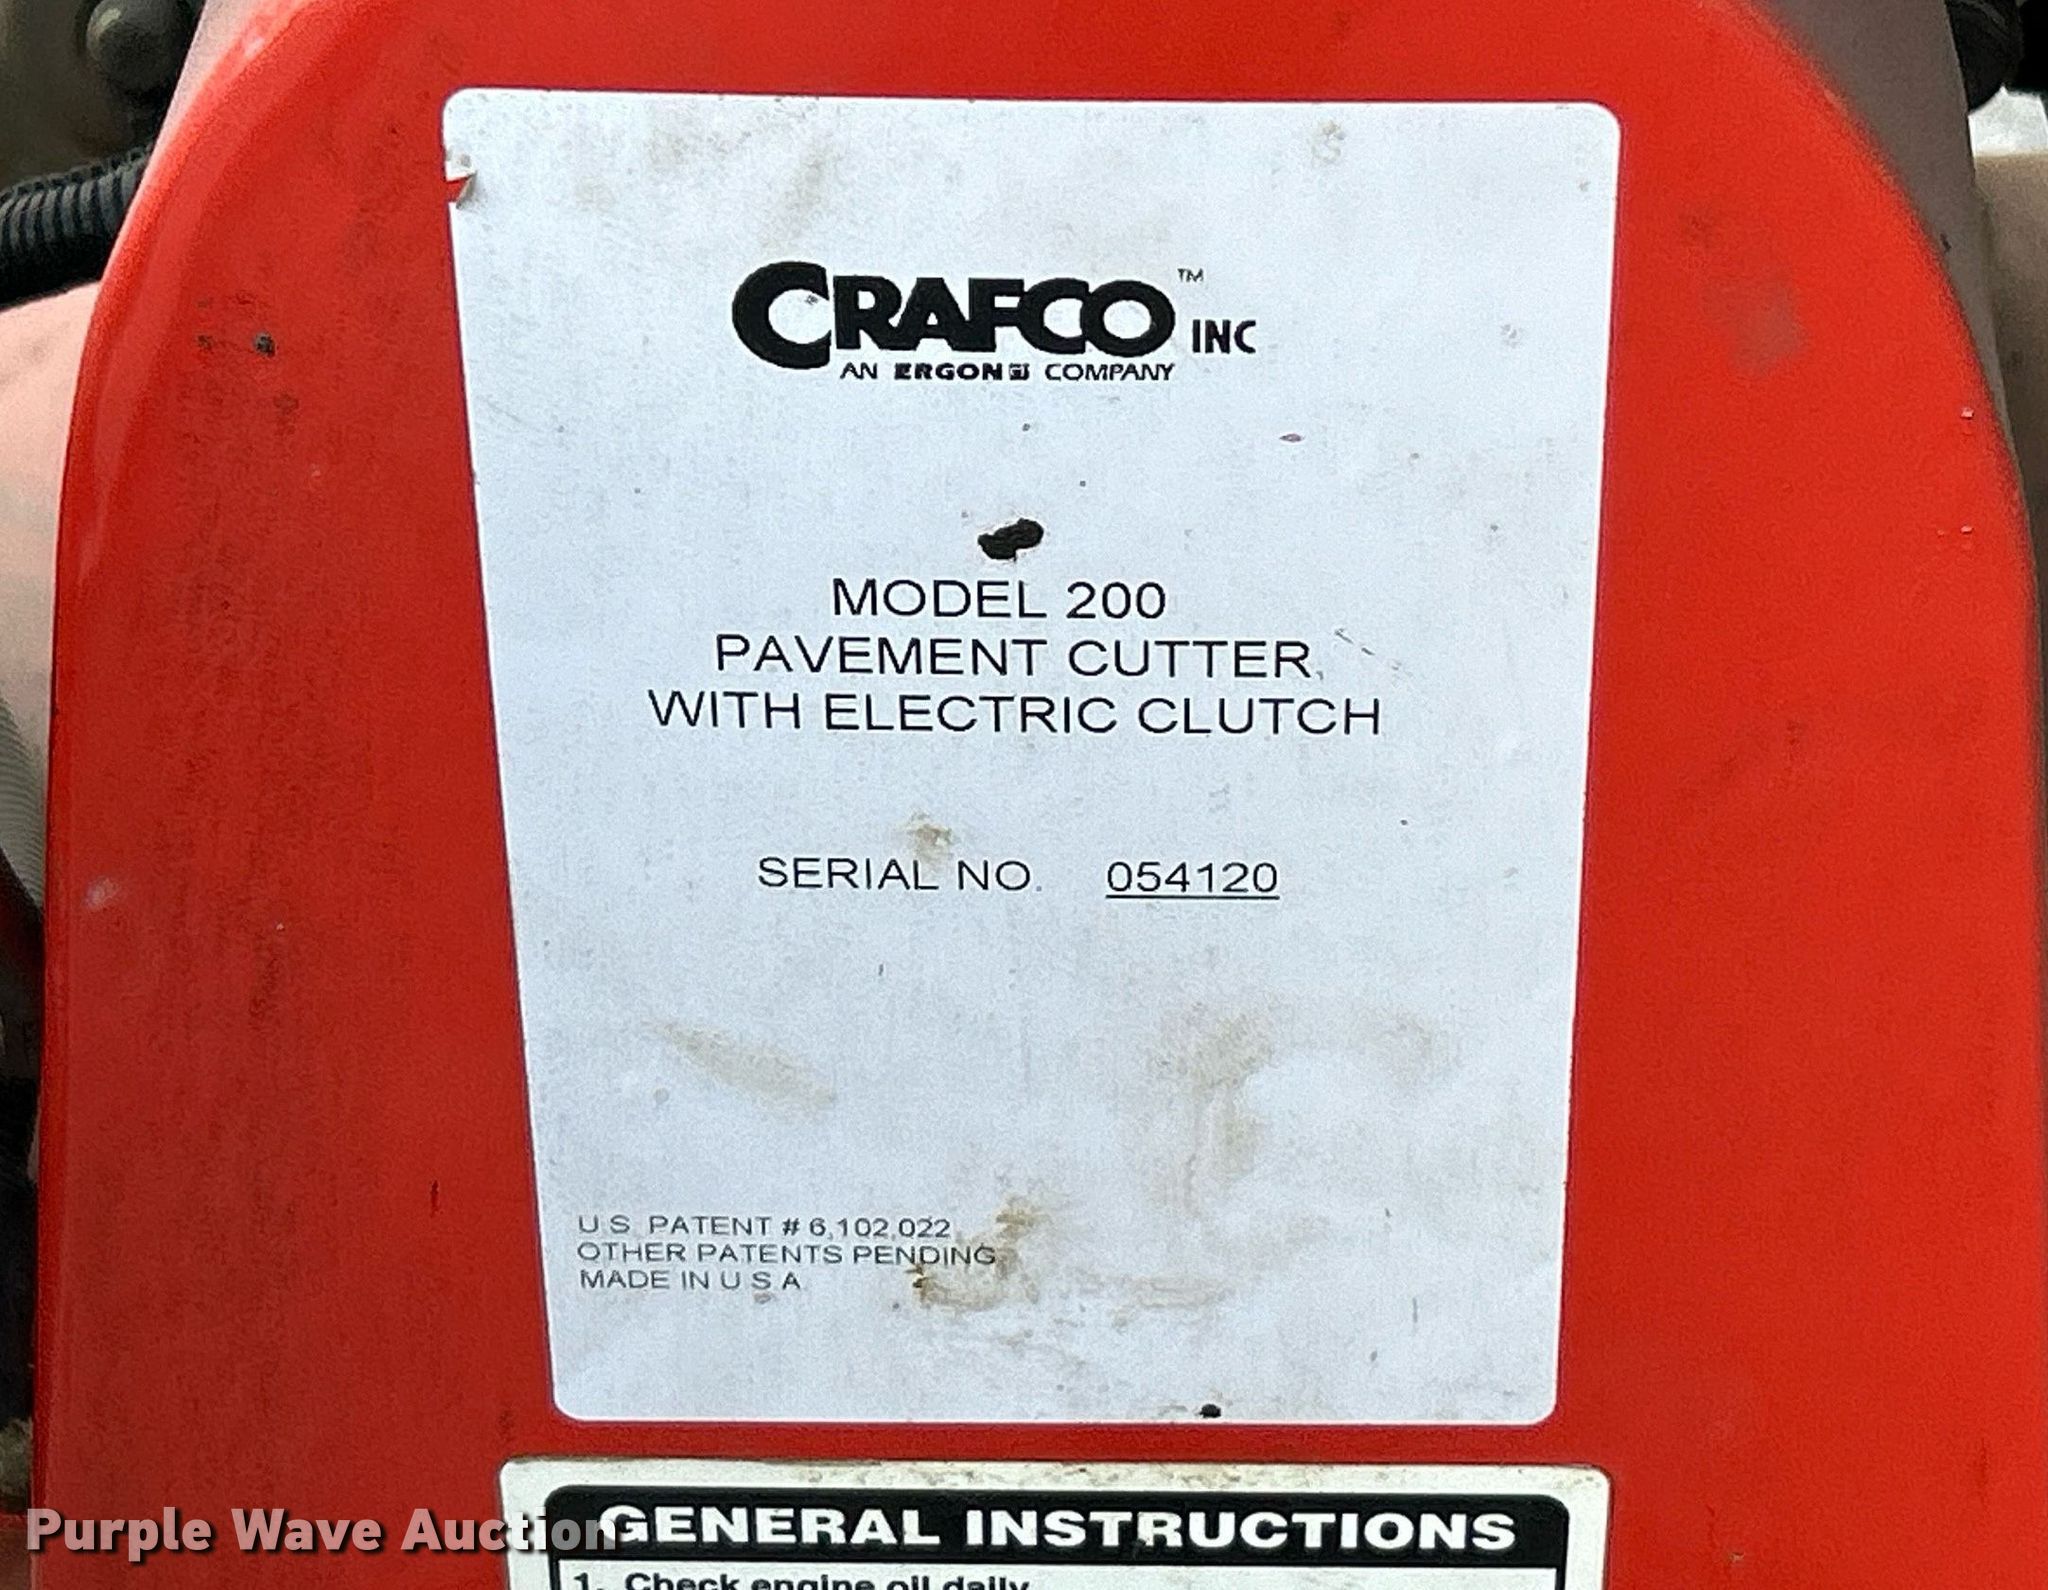 CRAFCO™ INC
AN ERGON COMPANY
MODEL 200
PAVEMENT CUTTER
WITH ELECTRIC CLUTCH
SERIAL NO. 054120
U.S. PATENT # 6,102,022
OTHER PATENTS PENDING
MADE IN U S A
GENERAL INSTRUCTIONS
1. Check engine oil daily.
Purple Wave Auction